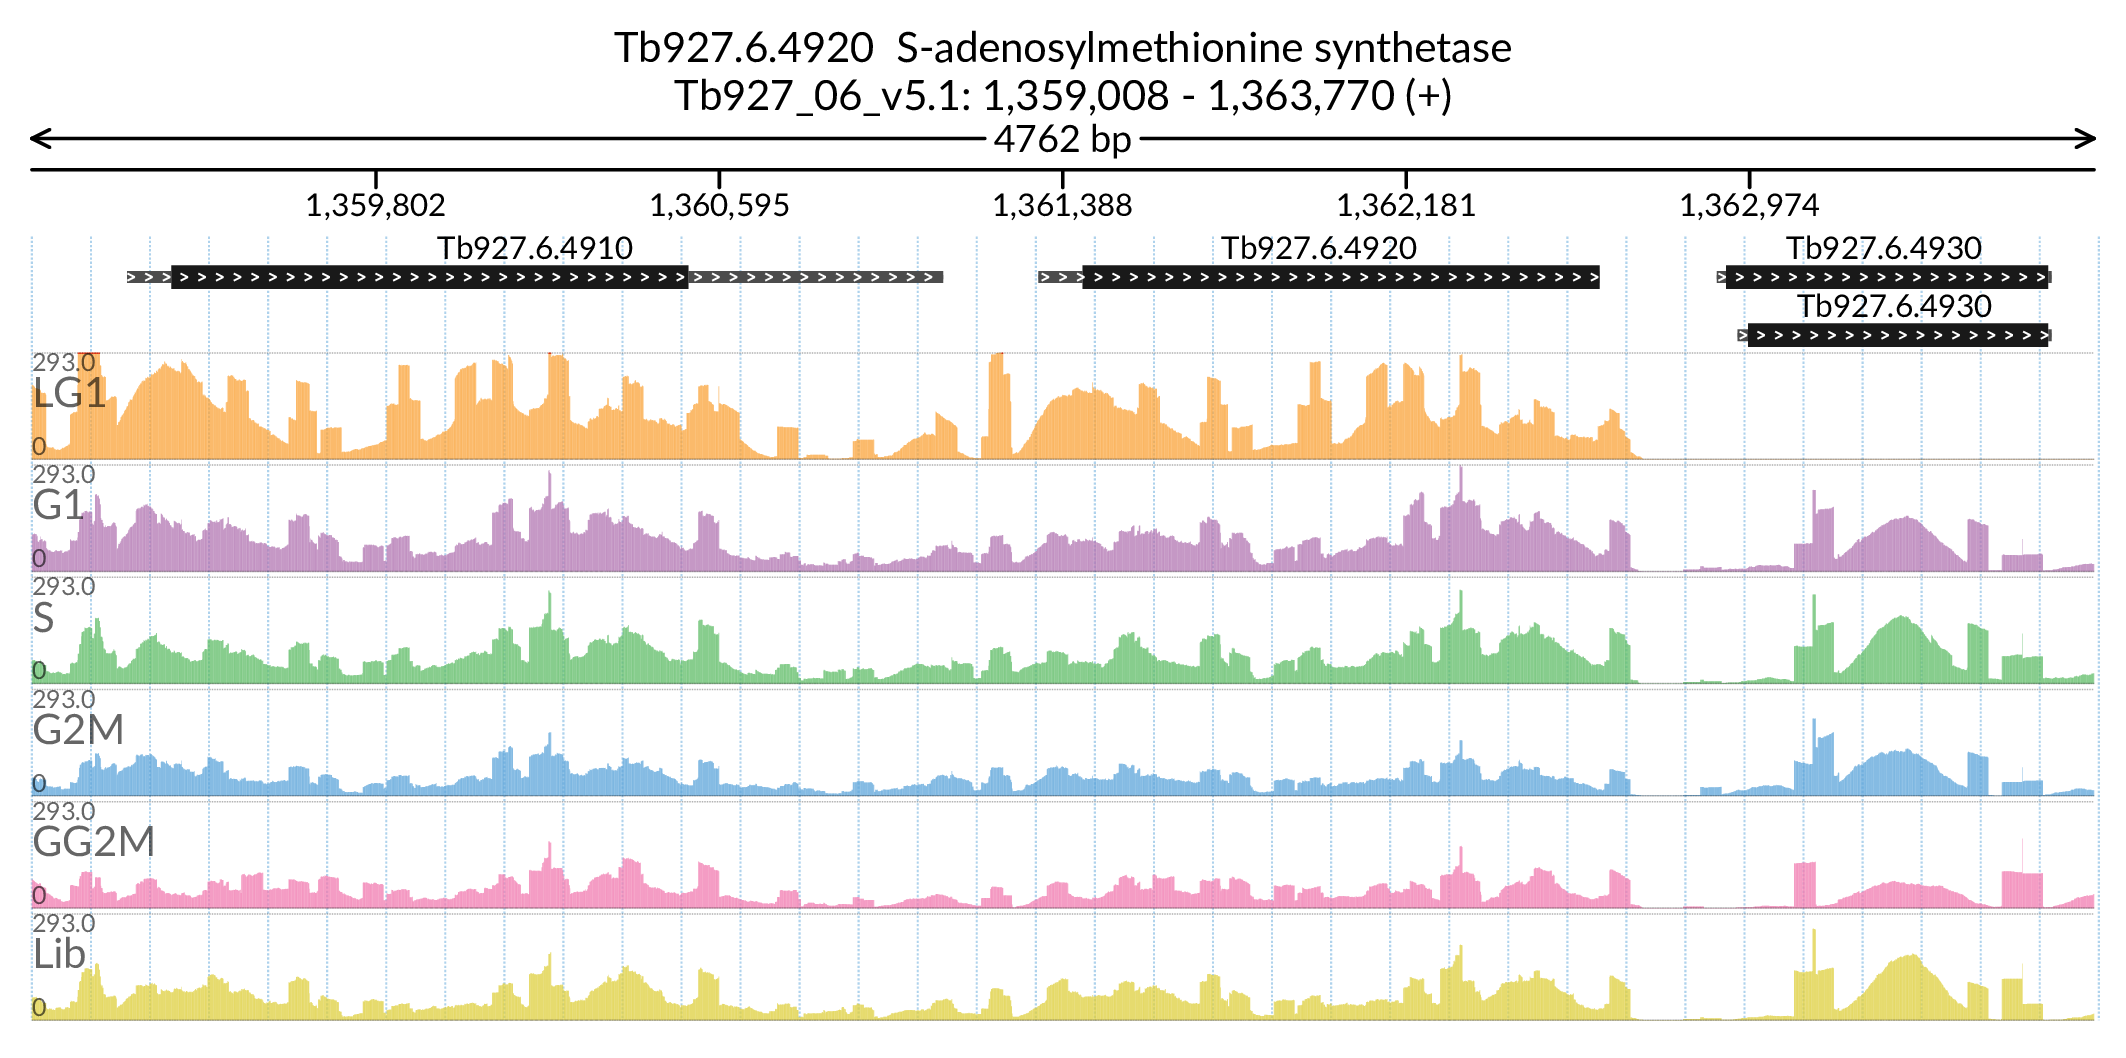 Tb927.6.4920  S-adenosylmethionine synthetase
Tb927_06_v5.1: 1,359,008 - 1,363,770 (+)
4762 bp
1,359,802 1,360,595 1,361,388 1,362,181 1,362,974
Tb927.6.4910 Tb927.6.4920 Tb927.6.4930
Tb927.6.4930
293.0
LG1
0
293.0
G1
0
293.0
S
0
293.0
G2M
0
293.0
GG2M
0
293.0
Lib
0